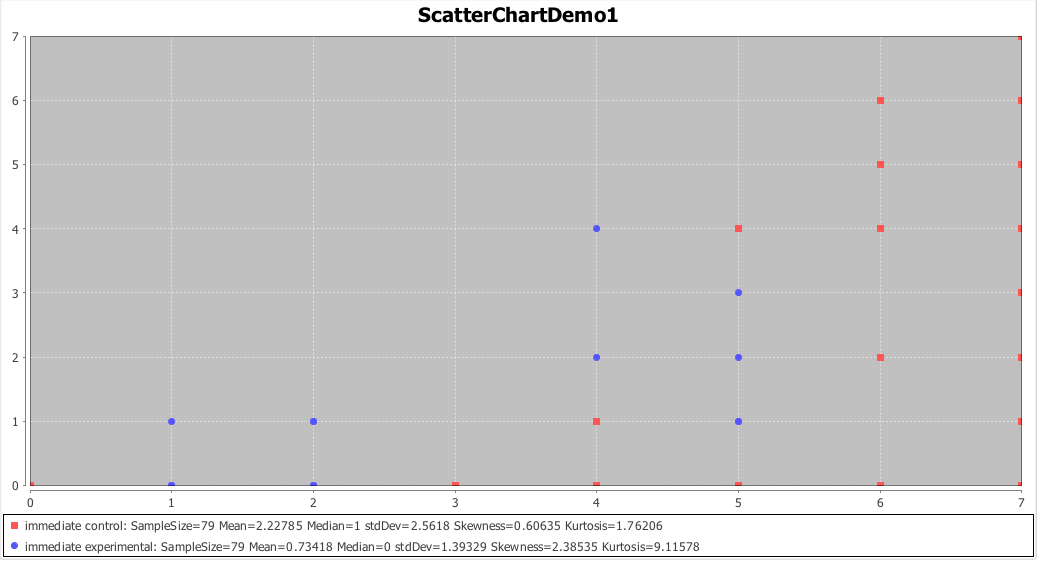 ScatterChartDemo1
7
6
5
4
3
2
1
0
0 1 2 3 4 5 6 7
immediate control: SampleSize=79 Mean=2.22785 Median=1 stdDev=2.5618 Skewness=0.60635 Kurtosis=1.76206
immediate experimental: SampleSize=79 Mean=0.73418 Median=0 stdDev=1.39329 Skewness=2.38535 Kurtosis=9.11578